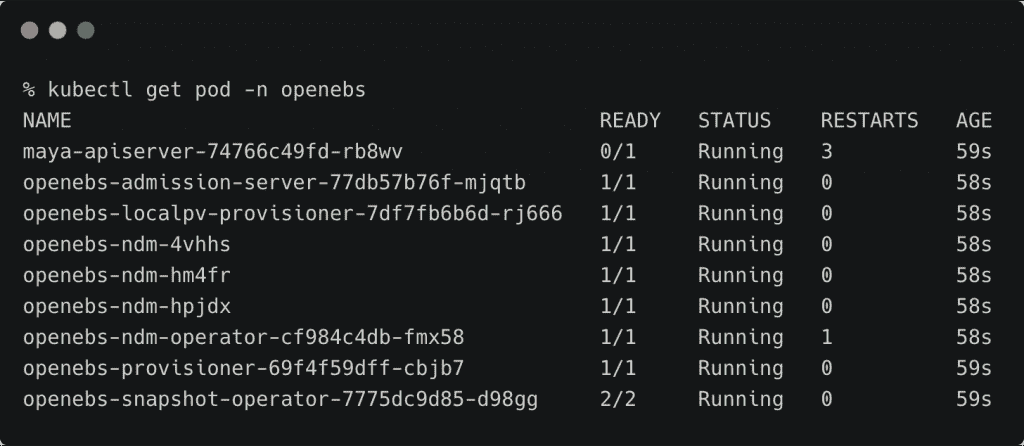 % kubectl get pod -n openebs
NAME READY STATUS RESTARTS AGE
maya-apiserver-74766c49fd-rb8wv 0/1 Running 3 59s
openebs-admission-server-77db57b76f-mjqtb 1/1 Running 0 58s
openebs-localpv-provisioner-7df7fb6b6d-rj666 1/1 Running 0 58s
openebs-ndm-4vhhs 1/1 Running 0 58s
openebs-ndm-hm4fr 1/1 Running 0 58s
openebs-ndm-hpjdx 1/1 Running 0 58s
openebs-ndm-operator-cf984c4db-fmx58 1/1 Running 1 58s
openebs-provisioner-69f4f59dff-cbjb7 1/1 Running 0 59s
openebs-snapshot-operator-7775dc9d85-d98gg 2/2 Running 0 59s